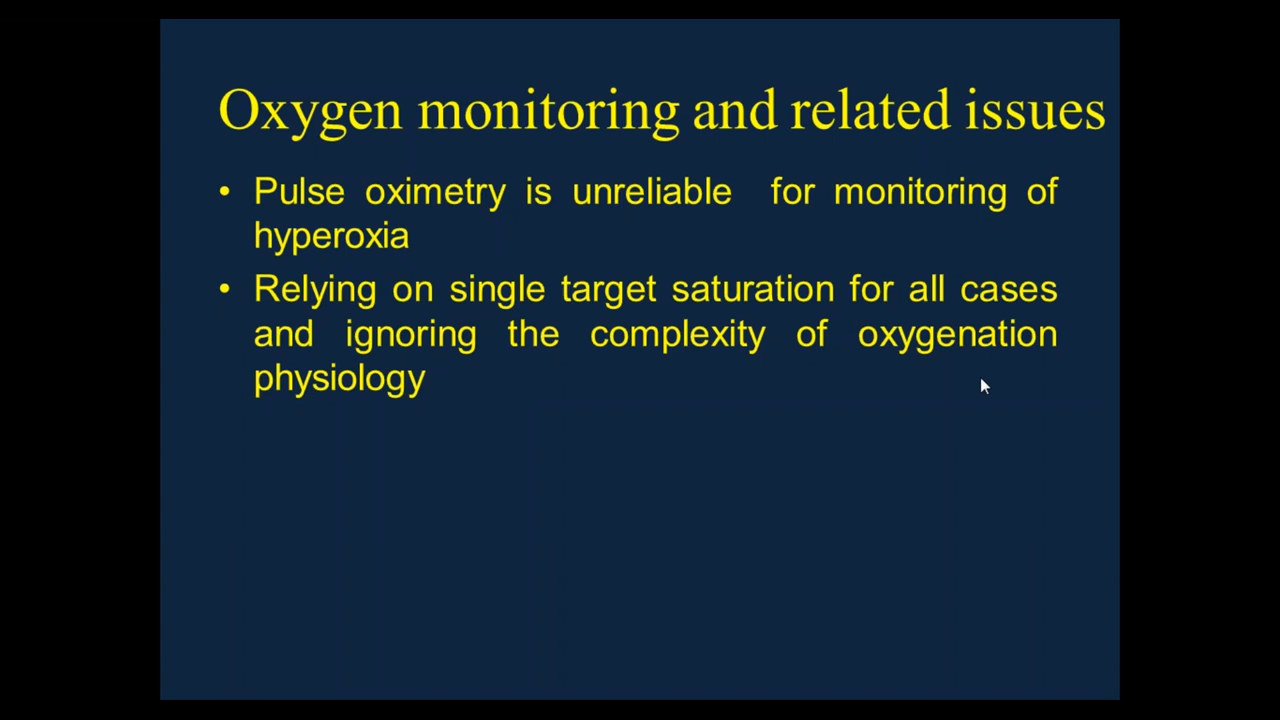 Oxygen monitoring and related issues
• Pulse oximetry is unreliable for monitoring of
hyperoxia
• Relying on single target saturation for all cases
and ignoring the complexity of oxygenation
physiology